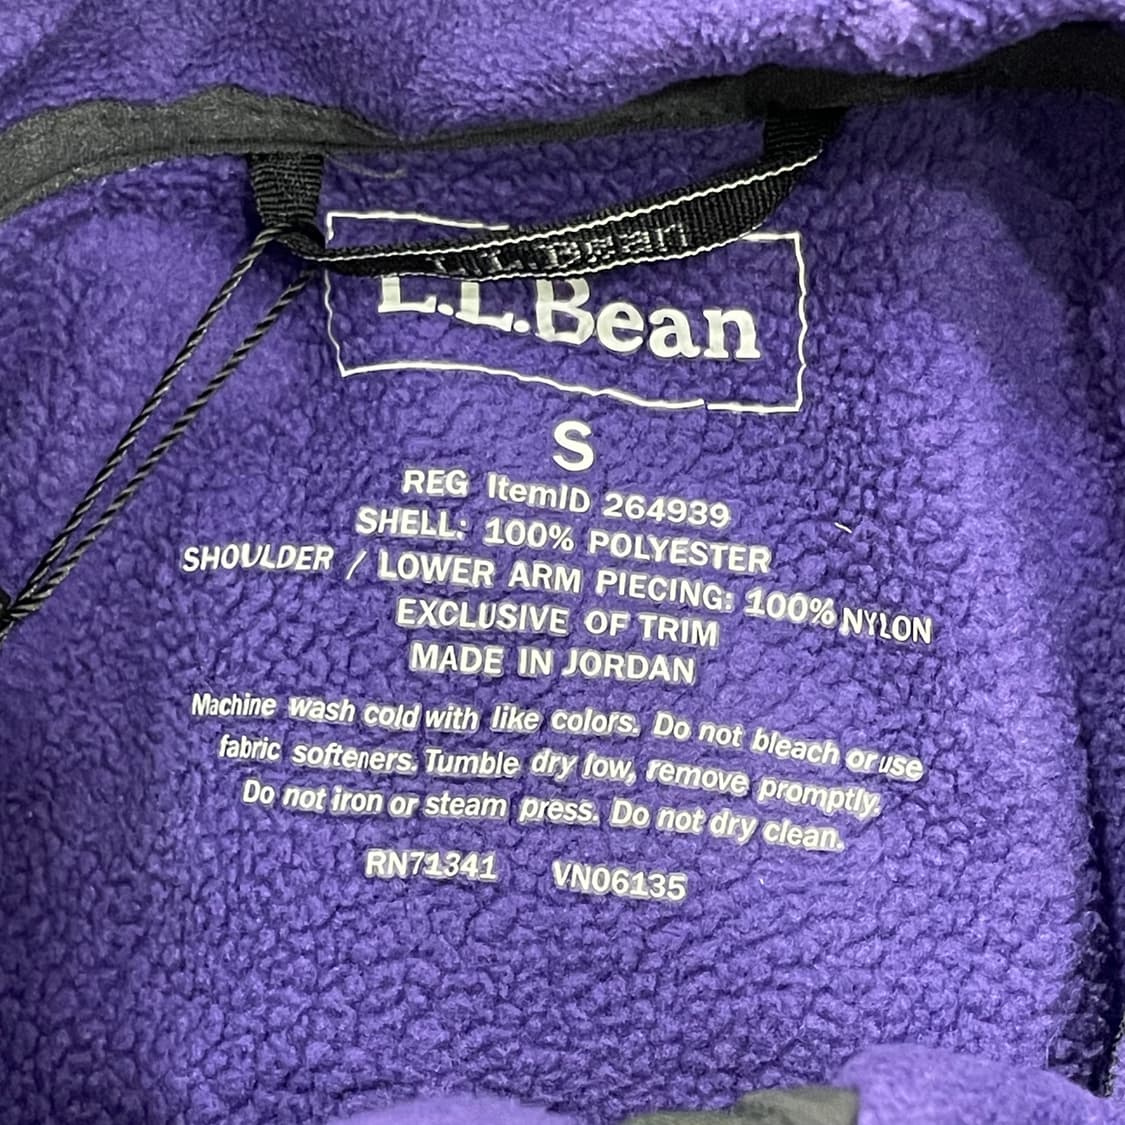 L.L.Bean
L.L.Bean
S
REG ItemID 264939
SHELL: 100% POLYESTER
SHOULDER / LOWER ARM PIECING: 100% NYLON
EXCLUSIVE OF TRIM
MADE IN JORDAN
Machine wash cold with like colors. Do not bleach or use
fabric softeners. Tumble dry low, remove promptly.
Do not iron or steam press. Do not dry clean.
RN71341 VN06135